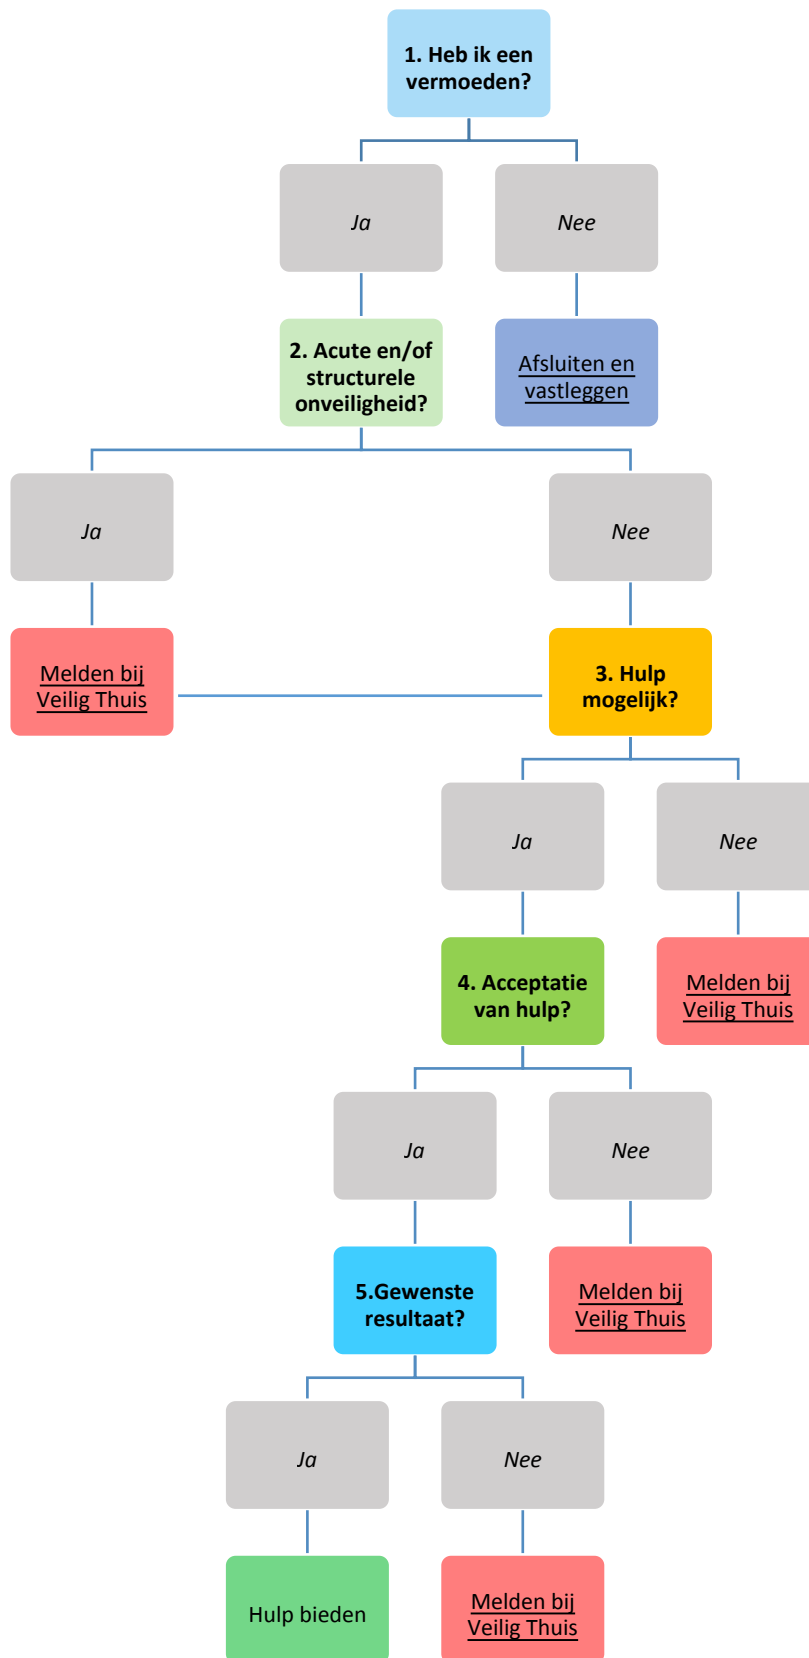 1. Heb ik een
vermoeden?
Ja
Nee
2. Acute en/of
structurele
onveiligheid?
Afsluiten en
vastleggen
Ja
Nee
Melden bij
Veilig Thuis
3. Hulp
mogelijk?
Ja
Nee
4. Acceptatie
van hulp?
Melden bij
Veilig Thuis
Ja
Nee
5.Gewenste
resultaat?
Melden bij
Veilig Thuis
Ja
Nee
Hulp bieden
Melden bij
Veilig Thuis